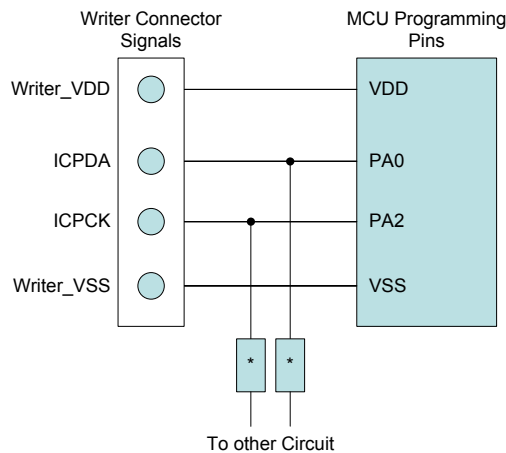 Writer Connector
Signals
MCU Programming
Pins
Writer_VDD
VDD
ICPDA
PA0
ICPCK
PA2
Writer_VSS
VSS
*
*
To other Circuit